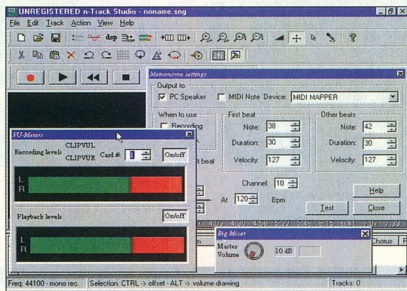 UNREGISTERED n-Track Studio - noname.sng
File Edit Track Action View Help
Metronome settings
Output to
PC Speaker MIDI Note Device: MIDI MAPPER
When to use
Recording
First beat
Note: 38
Duration: 30
Velocity: 127
Other beats
Note: 42
Duration: 30
Velocity: 127
beat
Channel 10
At 120 Bpm
Help
Test
Close
VU-Meters
Recording levels
CLIPVUL
CLIPVUR
Card #:
On/off
L
R
Playback levels
On/off
L
R
Big Mixer
Master
Volume
10 dB
Chorus
Freq: 44100 - mono rec. Selection. CTRL -> offset - ALT -> volume drawing Tracks: 0